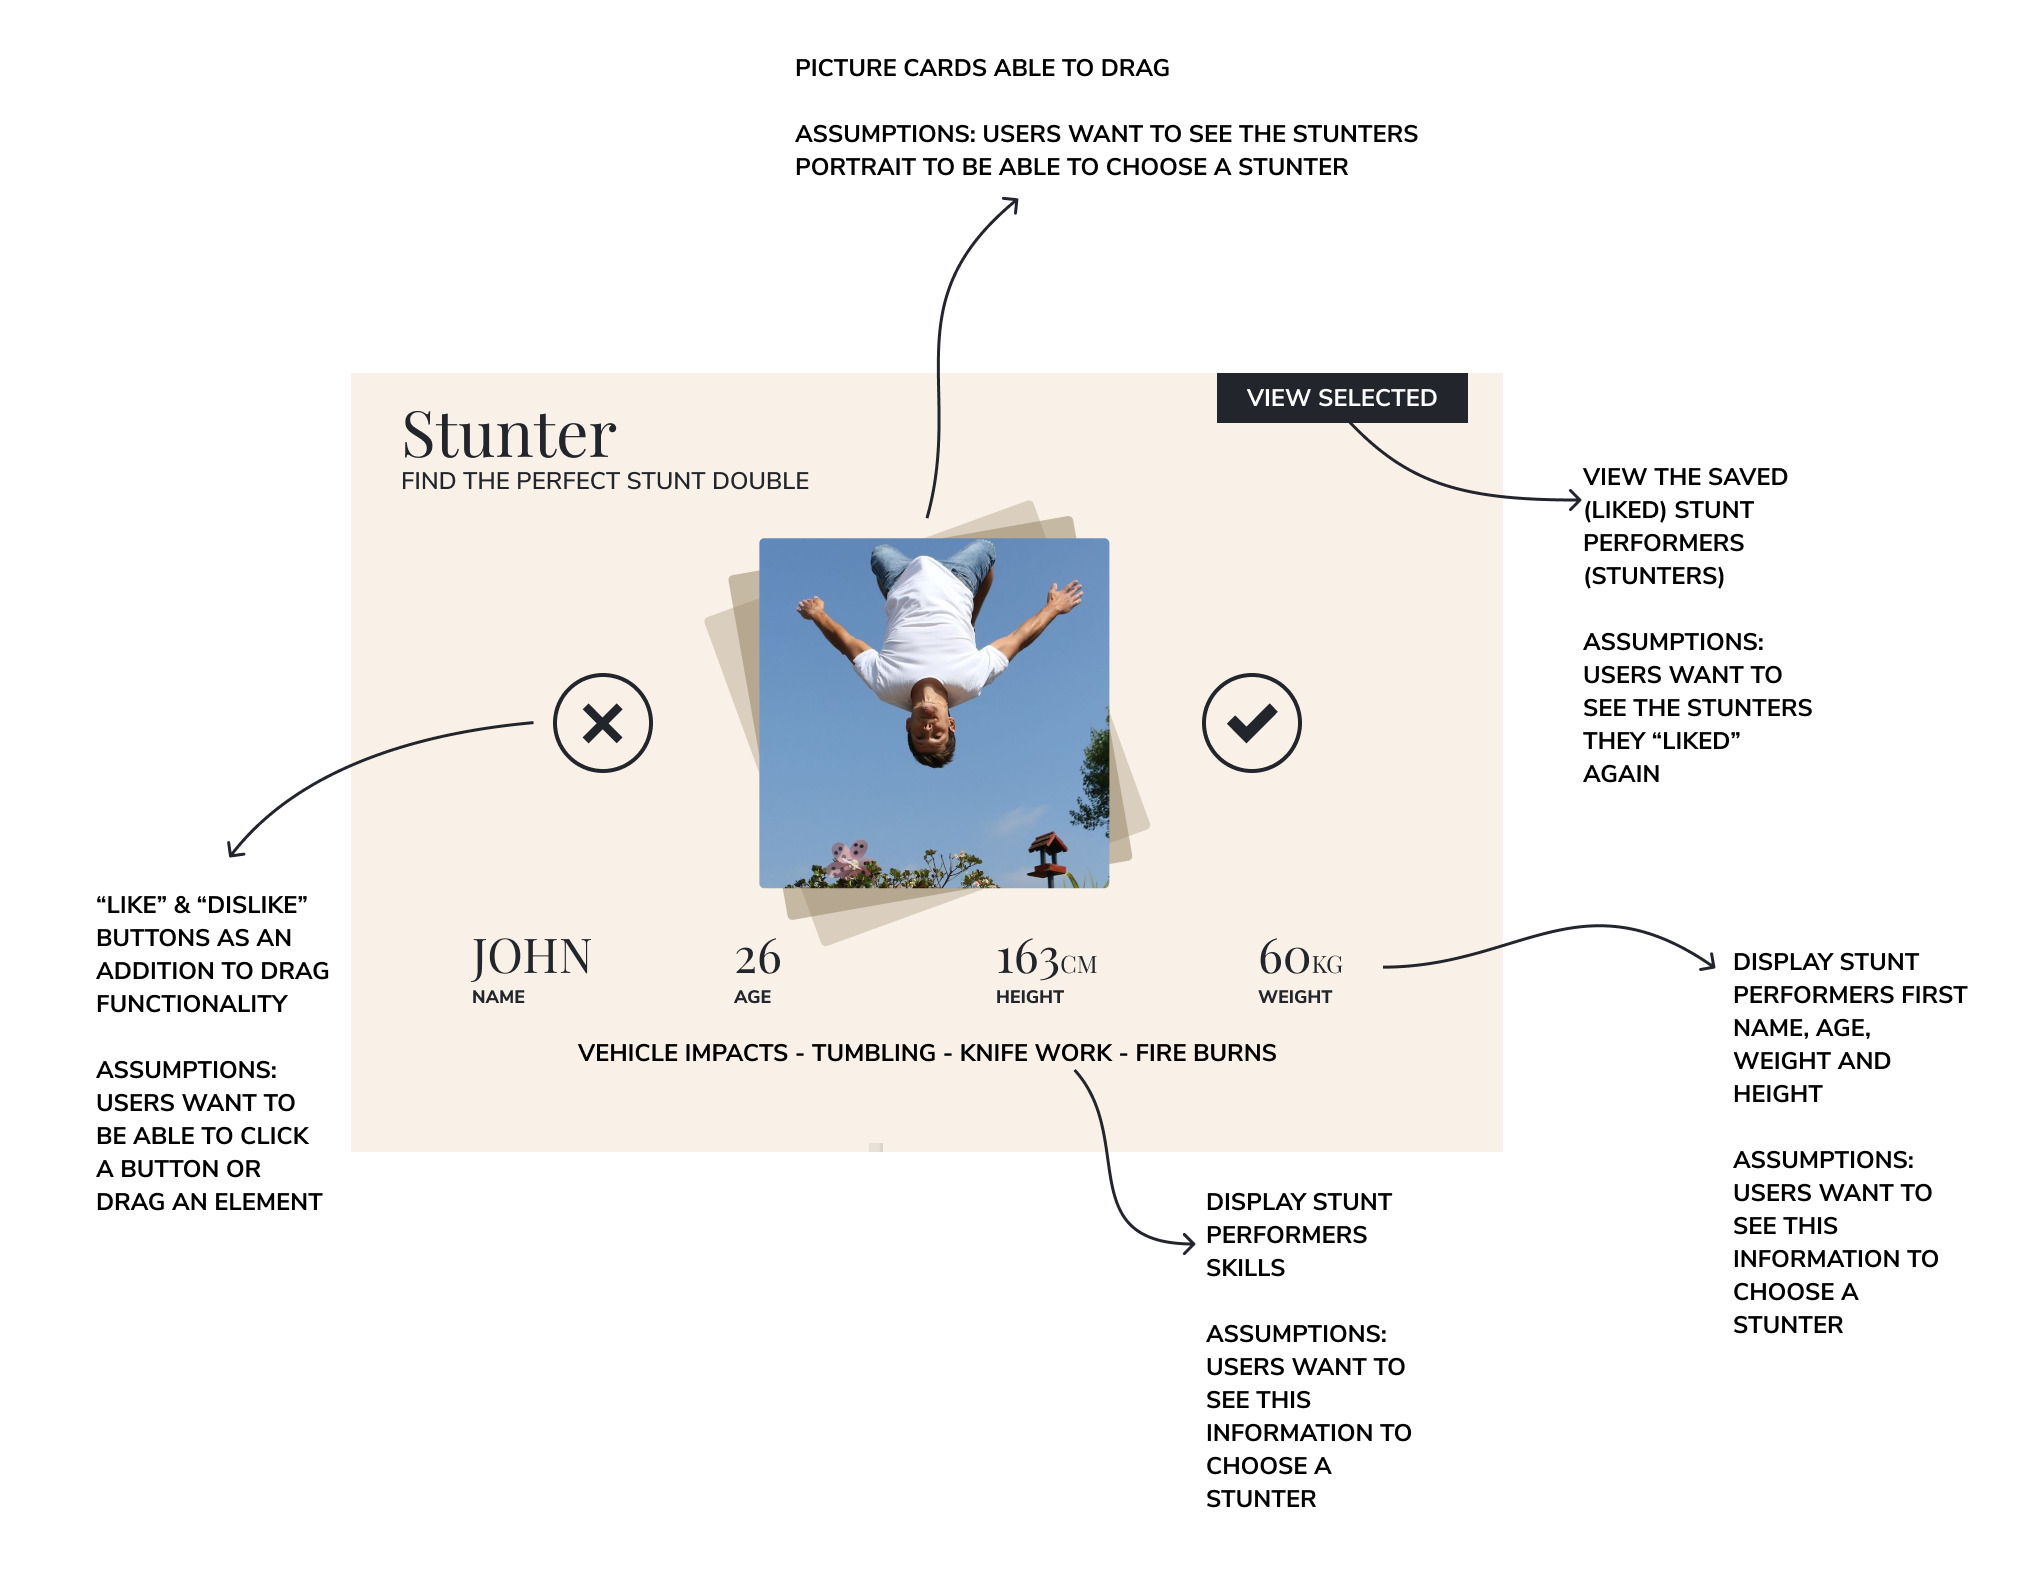 PICTURE CARDS ABLE TO DRAG
ASSUMPTIONS: USERS WANT TO SEE THE STUNTERS
PORTRAIT TO BE ABLE TO CHOOSE A STUNTER
VIEW SELECTED
Stunter
FIND THE PERFECT STUNT DOUBLE
VIEW THE SAVED
(LIKED) STUNT
PERFORMERS
(STUNTERS)
ASSUMPTIONS:
USERS WANT TO
SEE THE STUNTERS
THEY “LIKED”
AGAIN
“LIKE” & “DISLIKE”
BUTTONS AS AN
ADDITION TO DRAG
FUNCTIONALITY
ASSUMPTIONS:
USERS WANT TO
BE ABLE TO CLICK
A BUTTON OR
DRAG AN ELEMENT
JOHN
NAME
26
AGE
163CM
HEIGHT
60KG
WEIGHT
VEHICLE IMPACTS - TUMBLING - KNIFE WORK - FIRE BURNS
DISPLAY STUNT
PERFORMERS FIRST
NAME, AGE,
WEIGHT AND
HEIGHT
ASSUMPTIONS:
USERS WANT TO
SEE THIS
INFORMATION TO
CHOOSE A
STUNTER
DISPLAY STUNT
PERFORMERS
SKILLS
ASSUMPTIONS:
USERS WANT TO
SEE THIS
INFORMATION TO
CHOOSE A
STUNTER